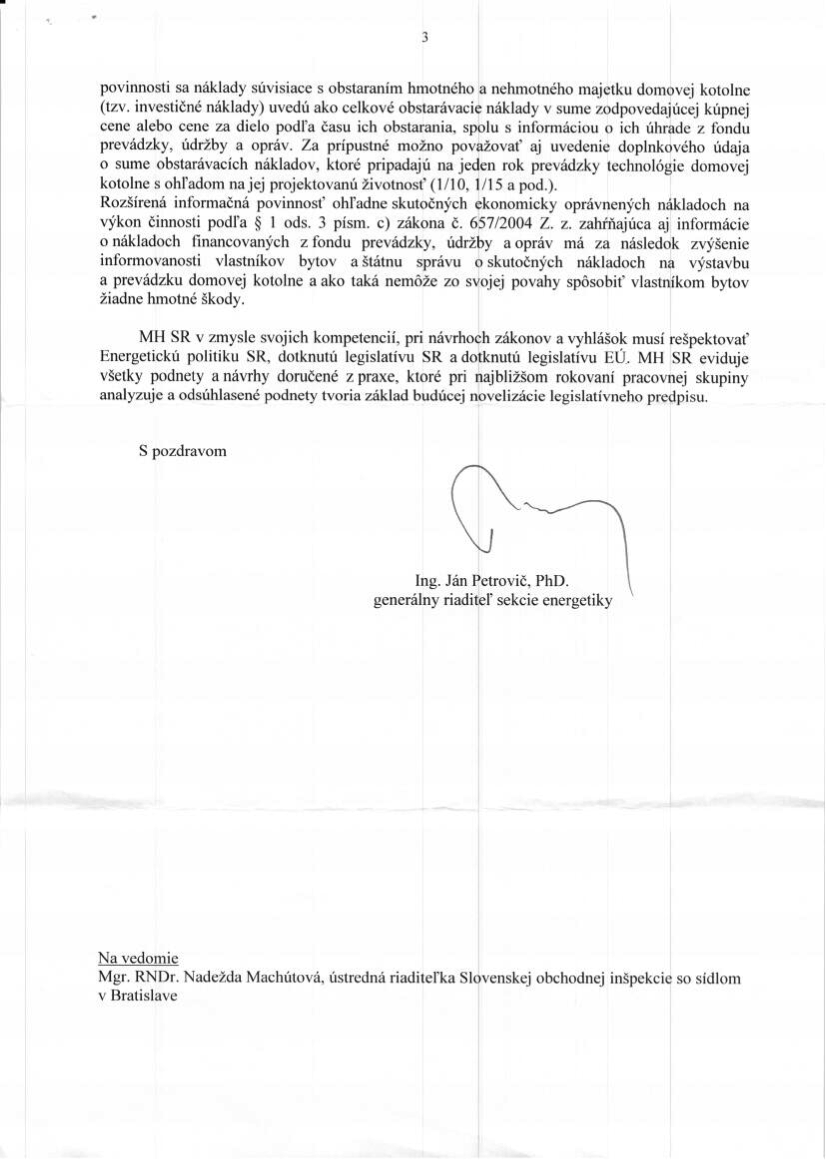 3
povinnosti sa náklady súvisiace s obstaraním hmotného a nehmotného majetku domovej kotolne
(tzv. investičné náklady) uvedú ako celkové obstarávacie náklady v sume zodpovedajúcej kúpnej
cene alebo cene za dielo podľa času ich obstarania, spolu s informáciou o ich úhrade z fondu
prevádzky, údržby a opráv. Za prípustné možno považovať aj uvedenie doplnkového údaja
o sume obstarávacích nákladov, ktoré pripadajú na jeden rok prevádzky technológie domovej
kotolne s ohľadom na jej projektovanú životnosť (1/10, 1/15 a pod.).
Rozšírená informačná povinnosť ohľadne skutočných ekonomicky oprávnených nákladoch na
výkon činnosti podľa § 1 ods. 3 písm. c) zákona č. 657/2004 Z. z. zahŕňajúca aj informácie
o nákladoch financovaných z fondu prevádzky, údržby a opráv má za následok zvýšenie
informovanosti vlastníkov bytov a štátnu správu o skutočných nákladoch na výstavbu
a prevádzku domovej kotolne a ako taká nemôže zo svojej povahy spôsobiť vlastníkom bytov
žiadne hmotné škody.
MH SR v zmysle svojich kompetencií, pri návrhoch zákonov a vyhlášok musí rešpektovať
Energetickú politiku SR, dotknutú legislatívu SR a dotknutú legislatívu EÚ. MH SR eviduje
všetky podnety a návrhy doručené z praxe, ktoré pri najbližšom rokovaní pracovnej skupiny
analyzuje a odsúhlasené podnety tvoria základ budúcej novelizácie legislatívneho predpisu.
S pozdravom
Ing. Ján Petrovič, PhD.
generálny riaditeľ sekcie energetiky
Na vedomie
Mgr. RNDr. Nadežda Machútová, ústredná riaditeľka Slovenskej obchodnej inšpekcie so sídlom
v Bratislave